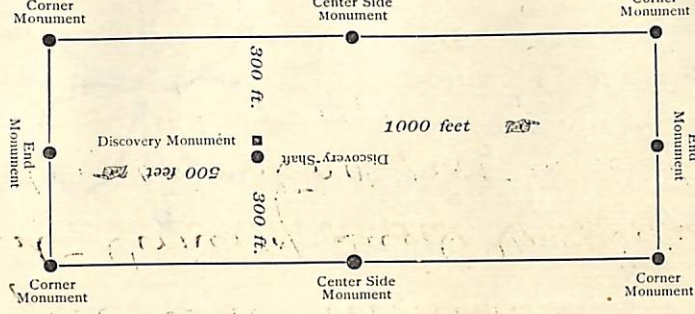 Corner
Monument
Center Side
Monument
Corner
Monument
300 ft.
1000 feet
End
Monument
Discovery Monument
Discovery Shaft
End
Monument
500 feet
300 ft.
Corner
Monument
Center Side
Monument
Corner
Monument